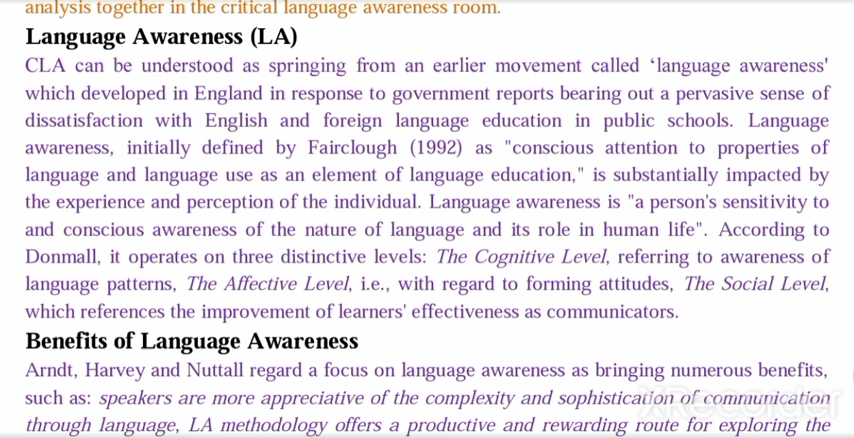 analysis together in the critical language awareness room.
Language Awareness (LA)
CLA can be understood as springing from an earlier movement called ‘language awareness'
which developed in England in response to government reports bearing out a pervasive sense of
dissatisfaction with English and foreign language education in public schools. Language
awareness, initially defined by Fairclough (1992) as "conscious attention to properties of
language and language use as an element of language education," is substantially impacted by
the experience and perception of the individual. Language awareness is "a person's sensitivity to
and conscious awareness of the nature of language and its role in human life". According to
Donmall, it operates on three distinctive levels: The Cognitive Level, referring to awareness of
language patterns, The Affective Level, i.e., with regard to forming attitudes, The Social Level,
which references the improvement of learners' effectiveness as communicators.
Benefits of Language Awareness
Arndt, Harvey and Nuttall regard a focus on language awareness as bringing numerous benefits,
such as: speakers are more appreciative of the complexity and sophistication of communication
through language, LA methodology offers a productive and rewarding route for exploring the
XRecorder